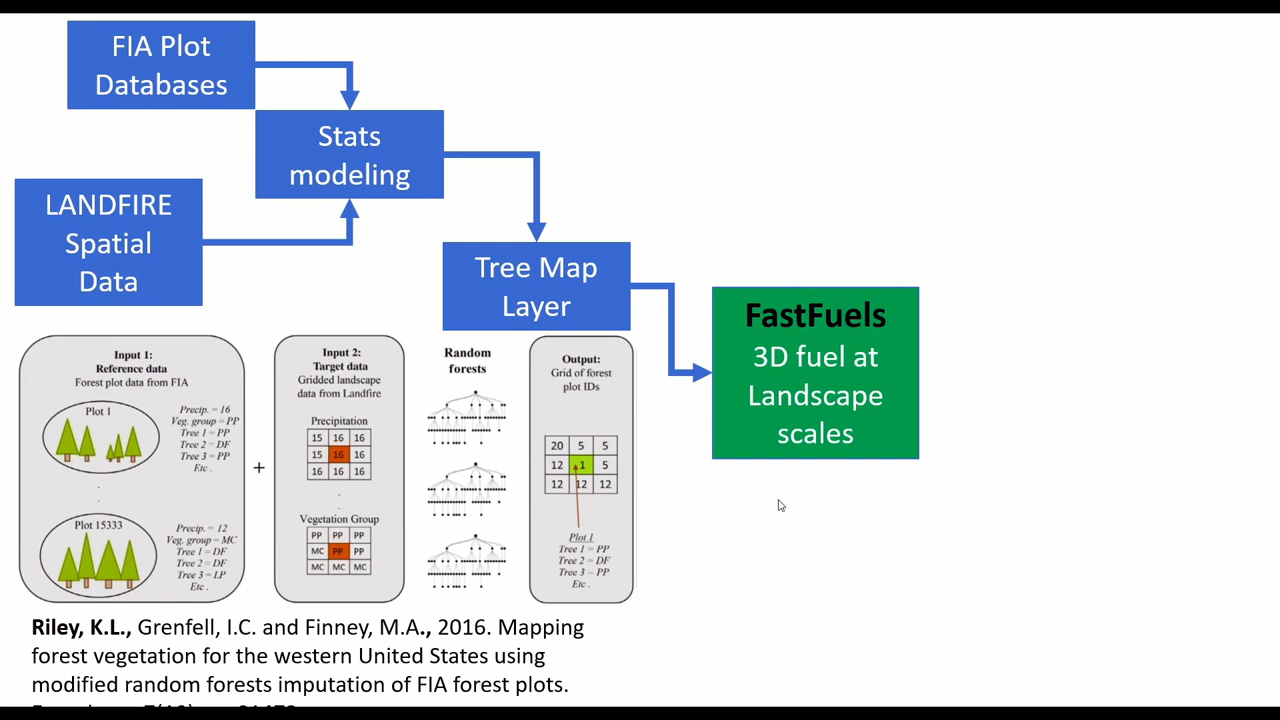 FIA Plot
Databases
Stats
modeling
LANDFIRE
Spatial
Data
Tree Map
Layer
FastFuels
3D fuel at
Landscape
scales
Input 1:
Reference data
Forest plot data from FIA
Plot 1
Precip. = 16
Veg. group = PP
Tree 1 = PP
Tree 2 = DF
Tree 3 = PP
Etc .
Plot 15333
Precip. = 12
Veg. group = MC
Tree 1 = DF
Tree 2 = DF
Tree 3 = LP
Etc .
+
Input 2:
Target data
Gridded landscape
data from Landfire
Precipitation
15 16 16
15 16 16
16 16 16
Vegetation Group
PP PP PP
MC PP PP
MC MC MC
Random
forests
Output:
Grid of forest
plot IDs
20 5 5
12 1 5
12 12 12
Plot 1
Tree 1 = PP
Tree 2 = DF
Tree 3 = PP
Etc .
Riley, K.L., Grenfell, I.C. and Finney, M.A., 2016. Mapping
forest vegetation for the western United States using
modified random forests imputation of FIA forest plots.